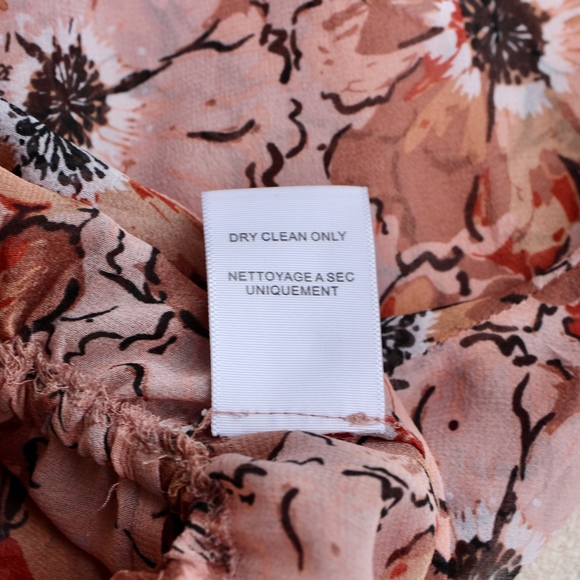 DRY CLEAN ONLY
NETTOYAGE A SEC
UNIQUEMENT